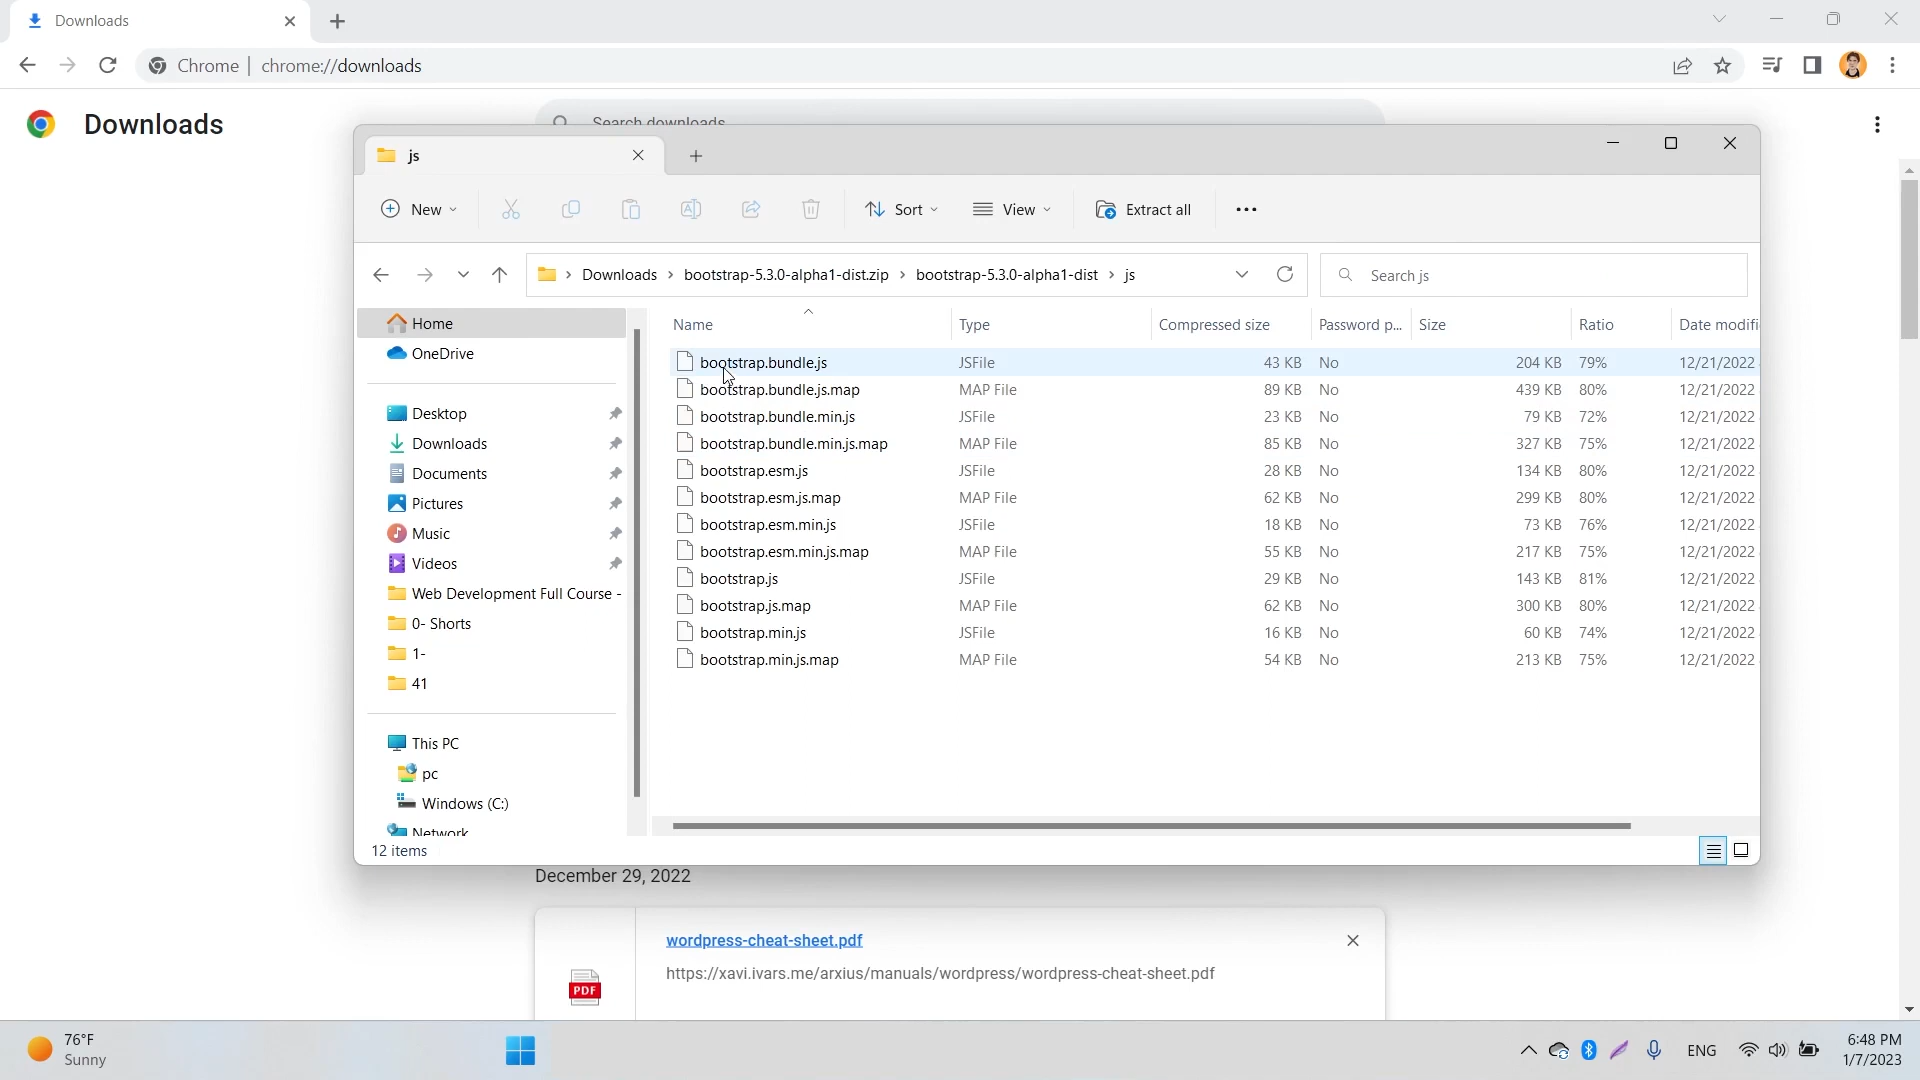 Downloads
Chrome | chrome://downloads
Downloads
Search downloads
js
New
Sort
View
Extract all
Downloads > bootstrap-5.3.0-alpha1-dist.zip > bootstrap-5.3.0-alpha1-dist > js
Search js
Home
OneDrive
Desktop
Downloads
Documents
Pictures
Music
Videos
Web Development Full Course -
0- Shorts
1-
41
This PC
pc
Windows (C:)
Network
Name Type Compressed size Password p... Size Ratio Date modifi
bootstrap.bundle.js JSFile 43 KB No 204 KB 79% 12/21/2022
bootstrap.bundle.js.map MAP File 89 KB No 439 KB 80% 12/21/2022
bootstrap.bundle.min.js JSFile 23 KB No 79 KB 72% 12/21/2022
bootstrap.bundle.min.js.map MAP File 85 KB No 327 KB 75% 12/21/2022
bootstrap.esm.js JSFile 28 KB No 134 KB 80% 12/21/2022
bootstrap.esm.js.map MAP File 62 KB No 299 KB 80% 12/21/2022
bootstrap.esm.min.js JSFile 18 KB No 73 KB 76% 12/21/2022
bootstrap.esm.min.js.map MAP File 55 KB No 217 KB 75% 12/21/2022
bootstrap.js JSFile 29 KB No 143 KB 81% 12/21/2022
bootstrap.js.map MAP File 62 KB No 300 KB 80% 12/21/2022
bootstrap.min.js JSFile 16 KB No 60 KB 74% 12/21/2022
bootstrap.min.js.map MAP File 54 KB No 213 KB 75% 12/21/2022
12 items
December 29, 2022
wordpress-cheat-sheet.pdf
https://xavi.ivars.me/arxius/manuals/wordpress/wordpress-cheat-sheet.pdf
PDF
76°F
Sunny
ENG
6:48 PM
1/7/2023